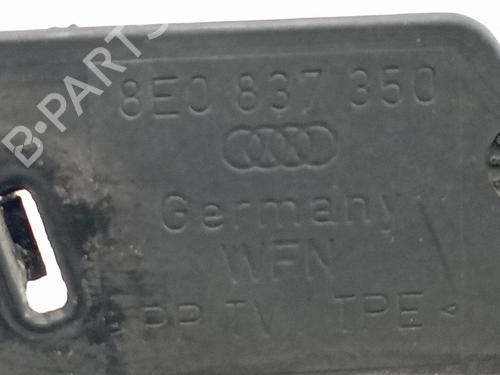 B-PARTS
8E0 837 350
Germany
WFN
PP TV TPE <